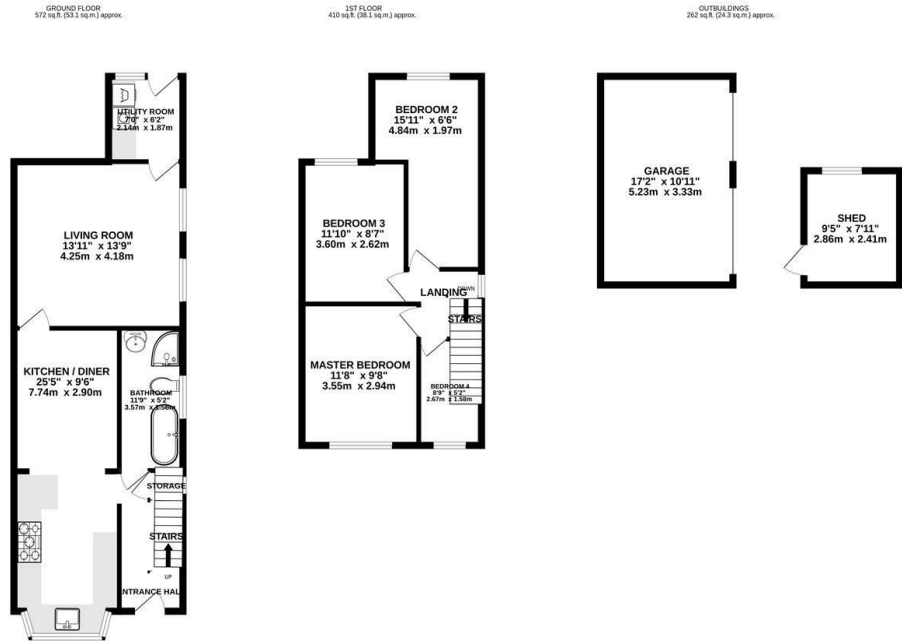 GROUND FLOOR
572 sq.ft. (53.1 sq.m.) approx.
UTILITY ROOM
7'0" x 6'2"
2.14m x 1.87m
LIVING ROOM
13'11" x 13'9"
4.25m x 4.18m
KITCHEN / DINER
25'5" x 9'6"
7.74m x 2.90m
BATHROOM
11'9" x 5'2"
3.57m x 1.58m
STORAGE
STAIRS
UP
ENTRANCE HALL
1ST FLOOR
410 sq.ft. (38.1 sq.m.) approx.
BEDROOM 2
15'11" x 6'6"
4.84m x 1.97m
BEDROOM 3
11'10" x 8'7"
3.60m x 2.62m
LANDING
DOWN
STAIRS
MASTER BEDROOM
11'8" x 9'8"
3.55m x 2.94m
BEDROOM 4
8'9" x 5'2"
2.67m x 1.58m
OUTBUILDINGS
262 sq.ft. (24.3 sq.m.) approx.
GARAGE
17'2" x 10'11"
5.23m x 3.33m
SHED
9'5" x 7'11"
2.86m x 2.41m